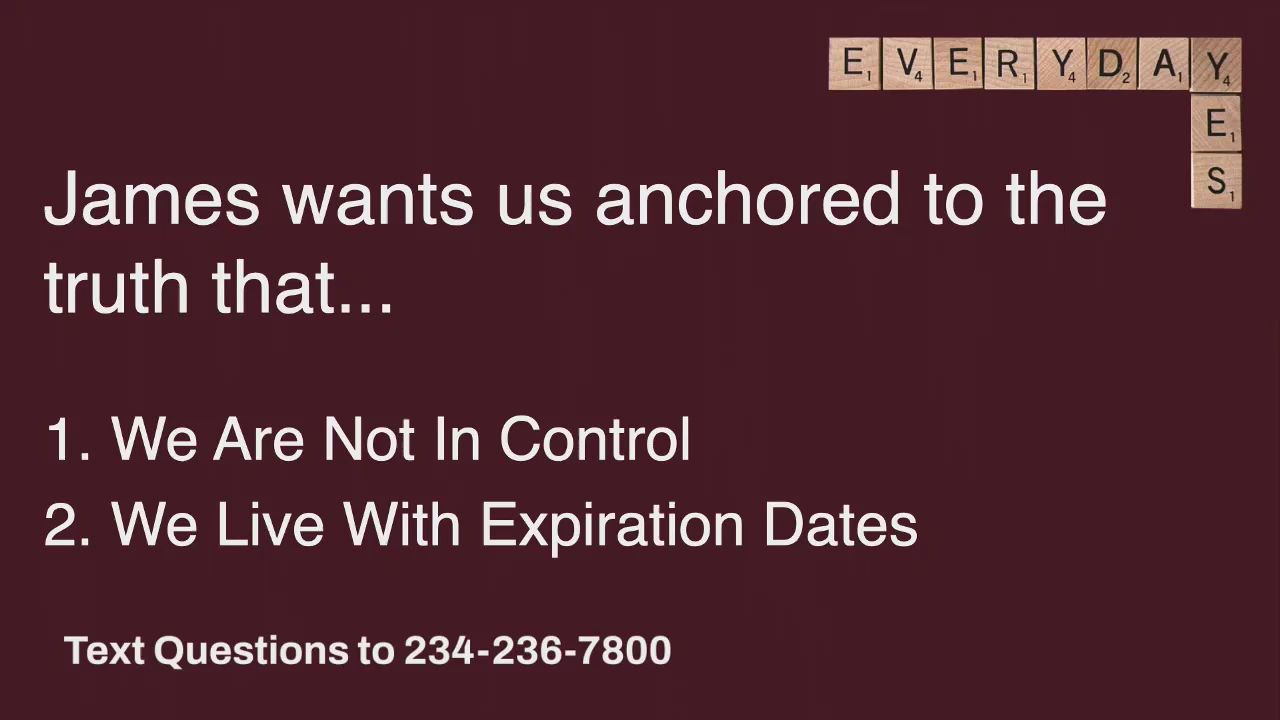 EVERYDAY
E
S
James wants us anchored to the
truth that...
1. We Are Not In Control
2. We Live With Expiration Dates
Text Questions to 234-236-7800